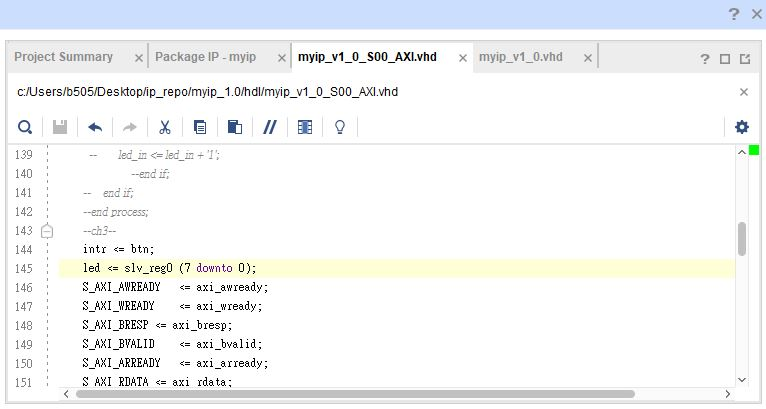 Project Summary × Package IP - myip × myip_v1_0_S00_AXI.vhd × myip_v1_0.vhd ×
c:/Users/b505/Desktop/ip_repo/myip_1.0/hdl/myip_v1_0_S00_AXI.vhd
139 -- led_in <= led_in + '1';
140 --end if;
141 -- end if;
142 --end process;
143 --ch3--
144 intr <= btn;
145 led <= slv_reg0 (7 downto 0);
146 S_AXI_AWREADY <= axi_awready;
147 S_AXI_WREADY <= axi_wready;
148 S_AXI_BRESP <= axi_bresp;
149 S_AXI_BVALID <= axi_bvalid;
150 S_AXI_ARREADY <= axi_arready;
151 S_AXI_RDATA <= axi_rdata;